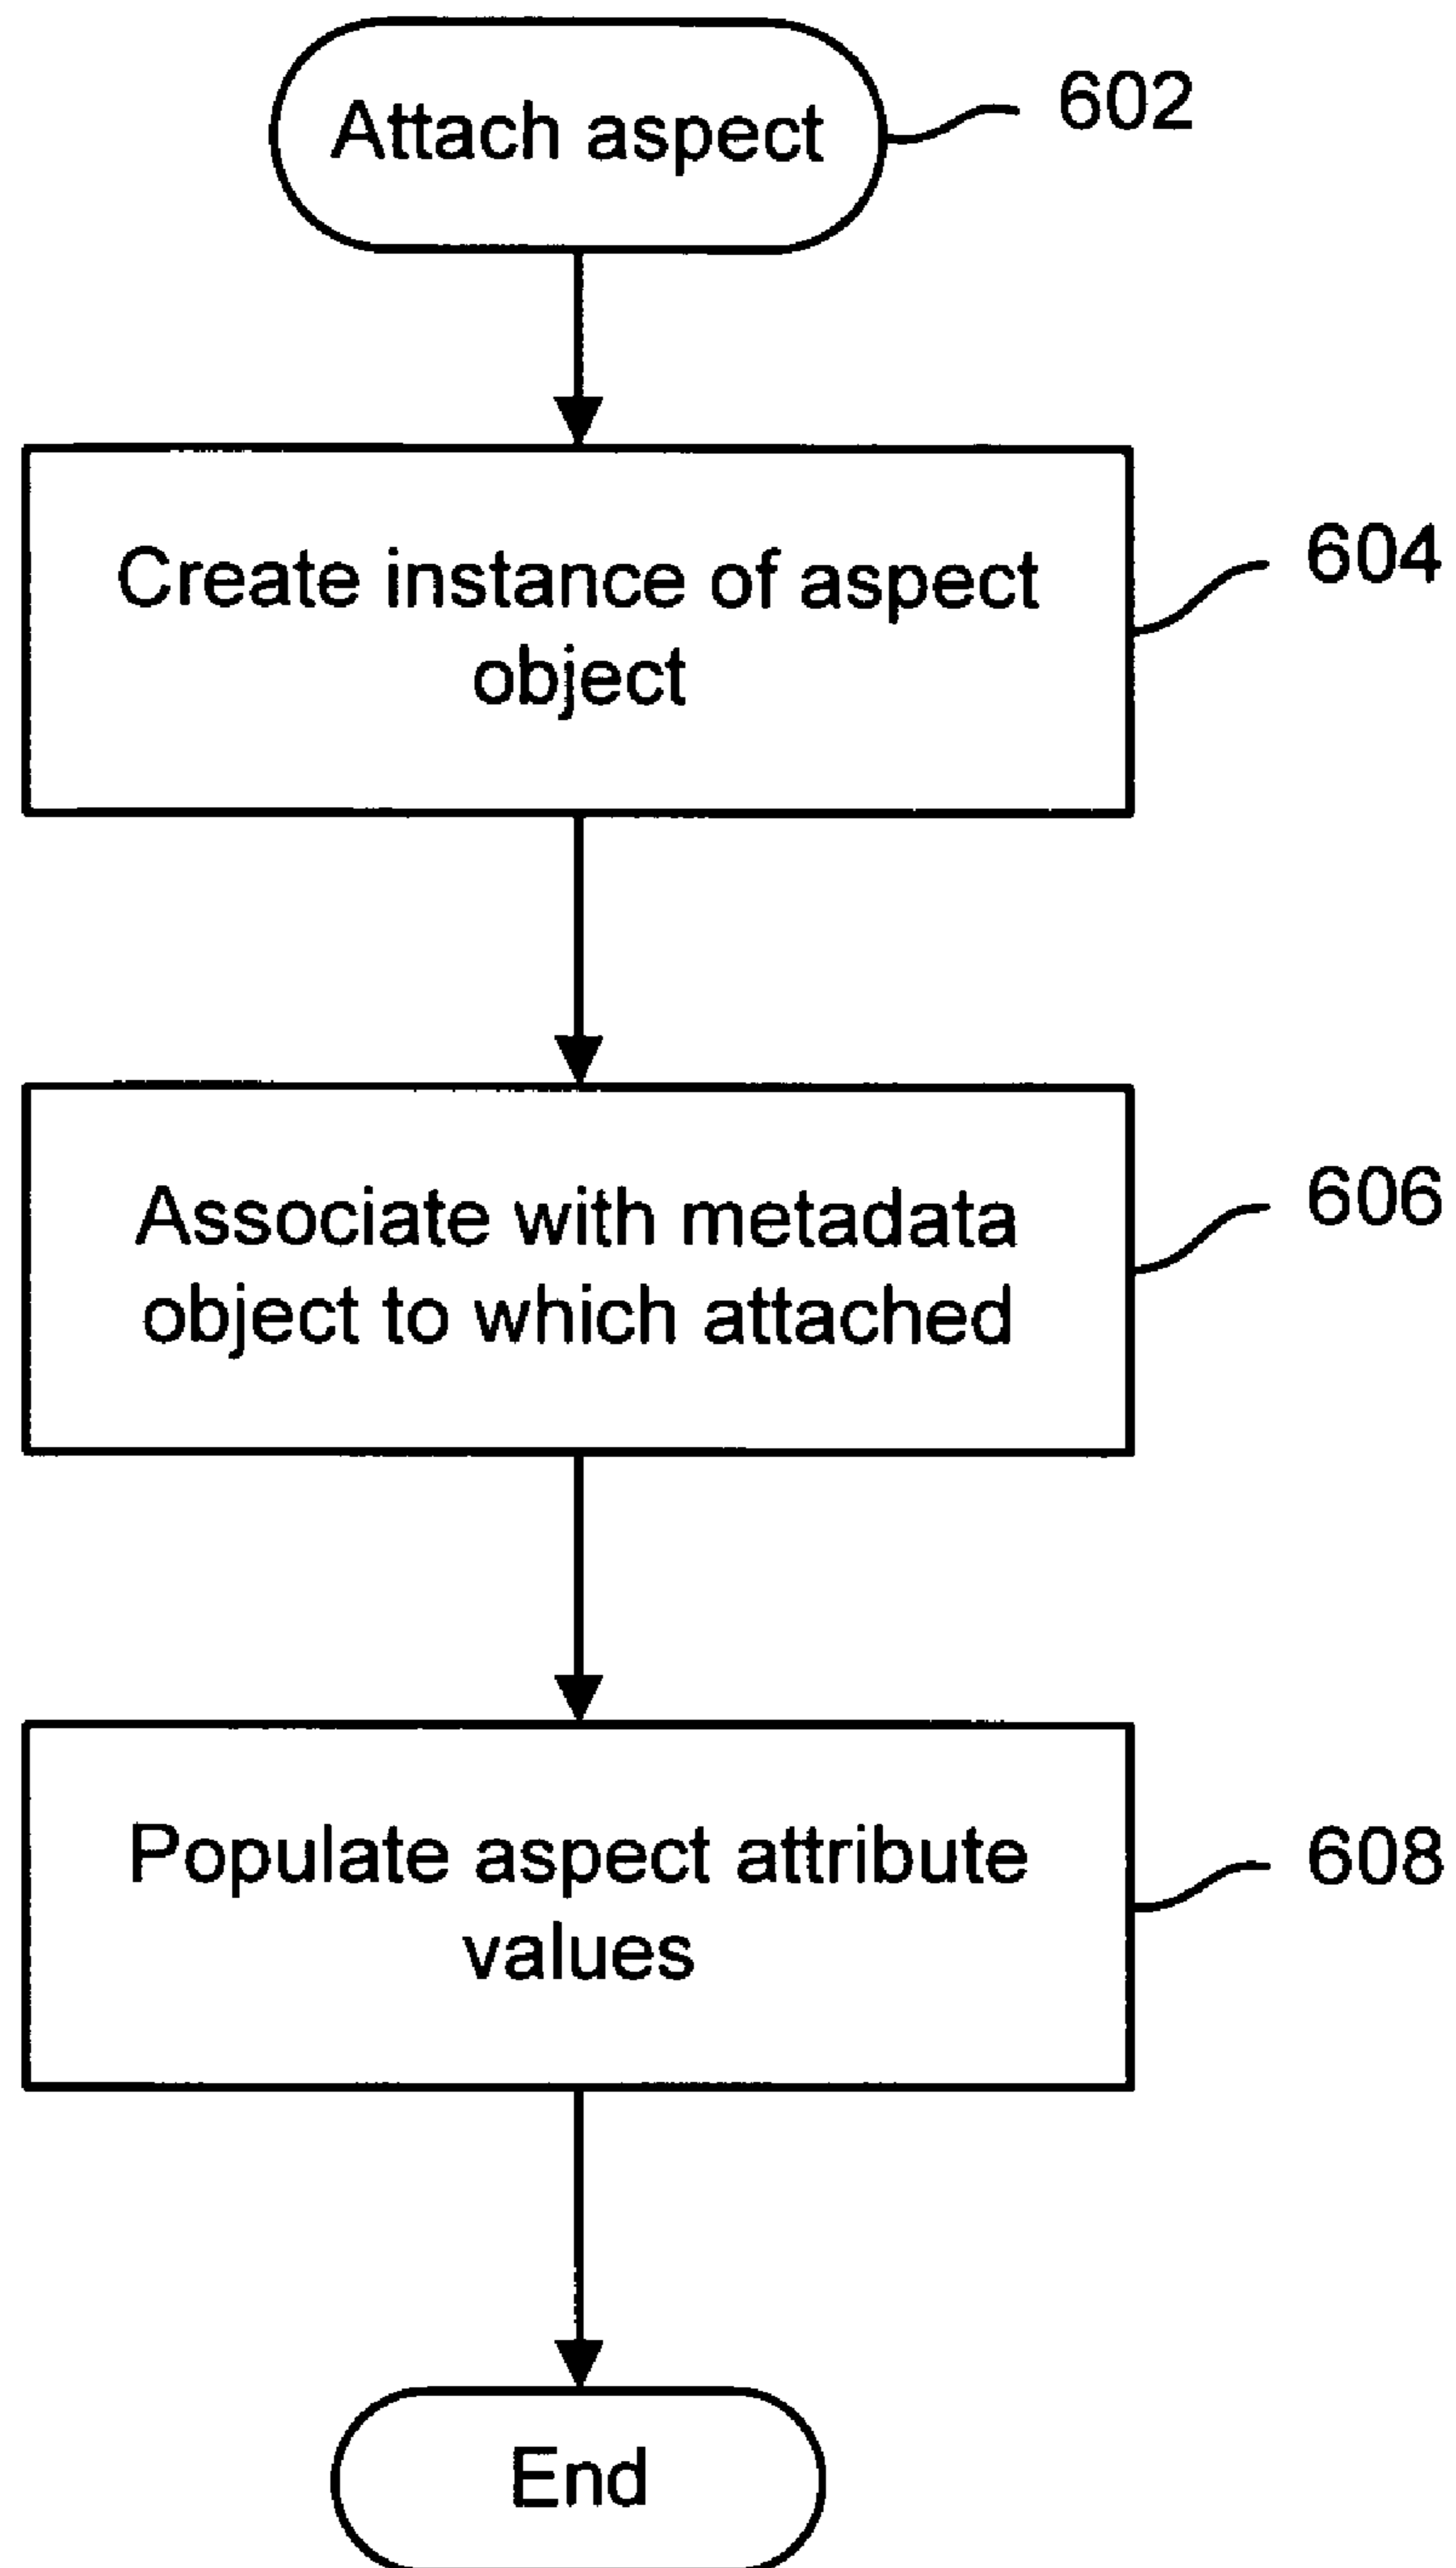 Attach aspect
602
Create instance of aspect
object
604
Associate with metadata
object to which attached
606
Populate aspect attribute
values
608
End